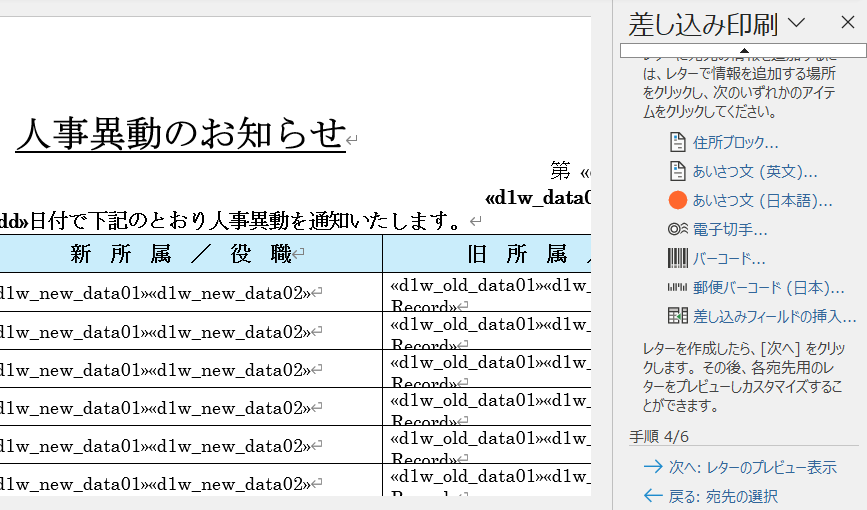 人事異動のお知らせ
第 «
«d1w_data0
dd»日付で下記のとおり人事異動を通知いたします。
新 所 属 ／ 役 職
旧 所 属
d1w_new_data01»«d1w_new_data02»
«d1w_old_data01»«d1w_
Record»
d1w_new_data01»«d1w_new_data02»
«d1w_old_data01»«d1w_
Record»
d1w_new_data01»«d1w_new_data02»
«d1w_old_data01»«d1w_
Record»
d1w_new_data01»«d1w_new_data02»
«d1w_old_data01»«d1w_
Record»
d1w_new_data01»«d1w_new_data02»
«d1w_old_data01»«d1w_
Record»
d1w_new_data01»«d1w_new_data02»
«d1w_old_data01»«d1w_
差し込み印刷
は、レターで情報を追加する場所
をクリックし、次のいずれかのアイテ
ムをクリックしてください。
住所ブロック...
あいさつ文 (英文)...
あいさつ文 (日本語)...
電子切手...
バーコード...
郵便バーコード (日本)...
差し込みフィールドの挿入...
レターを作成したら、[次へ] をクリッ
クします。その後、各宛先用のレ
ターをプレビューしカスタマイズするこ
とができます。
手順 4/6
→ 次へ: レターのプレビュー表示
← 戻る: 宛先の選択